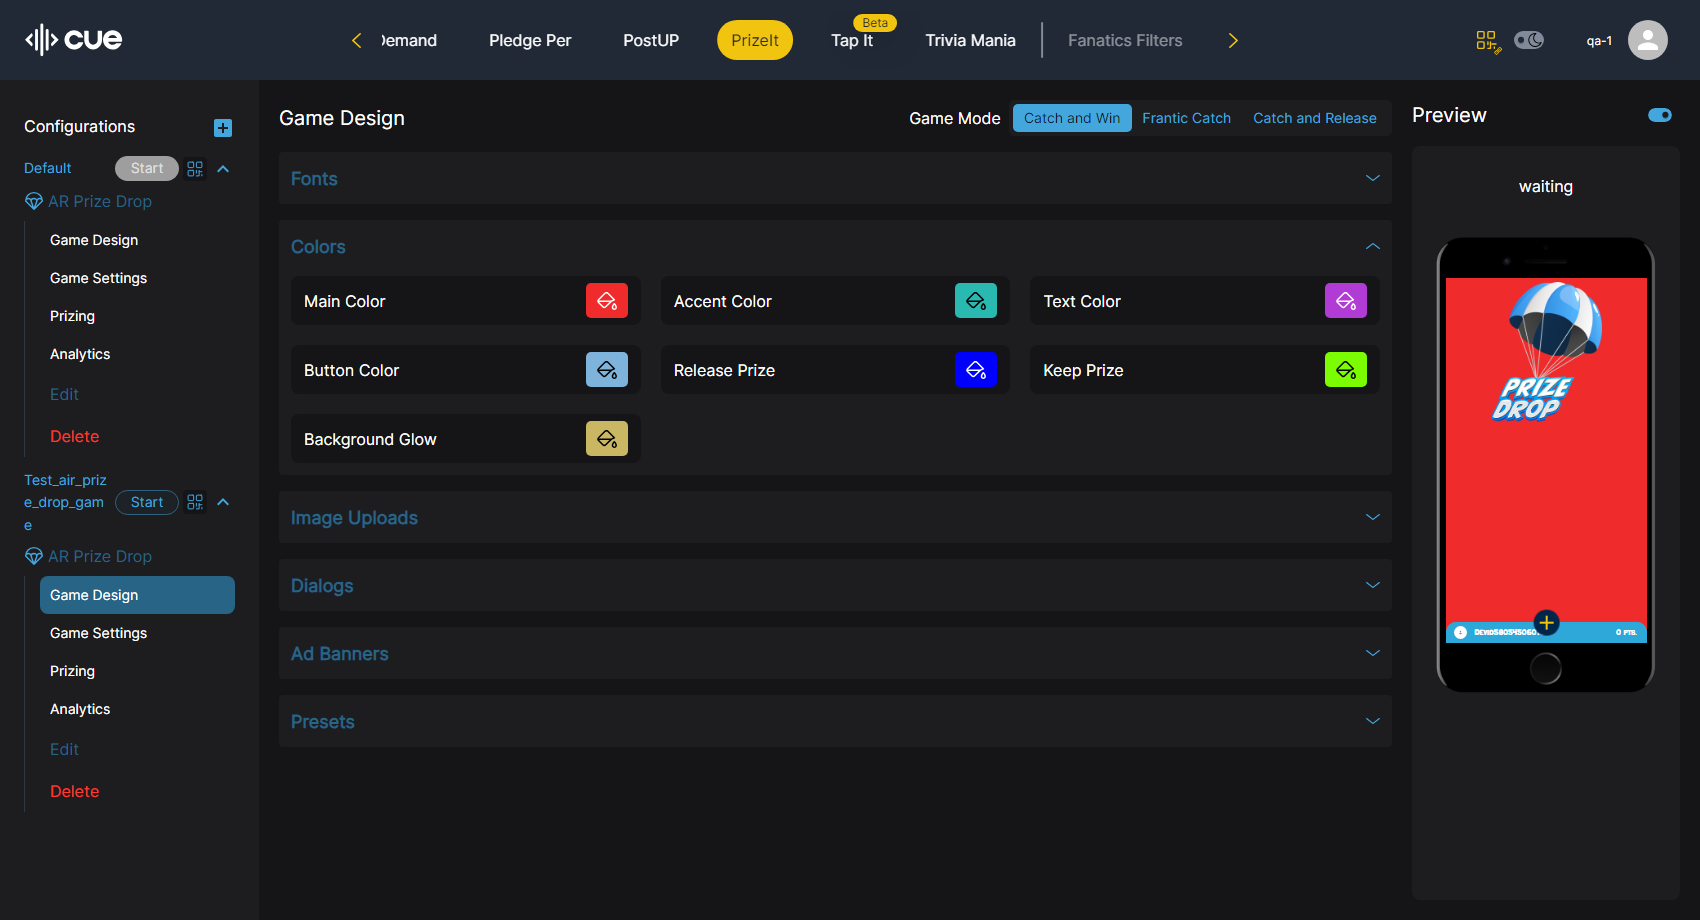 cue
Demand
Pledge Per
PostUP
PrizeIt
Beta
Tap It
Trivia Mania
Fanatics Filters
qa-1
Configurations
Default
Start
AR Prize Drop
Game Design
Game Settings
Prizing
Analytics
Edit
Delete
Test_air_priz
e_drop_gam
e
Start
AR Prize Drop
Game Design
Game Settings
Prizing
Analytics
Edit
Delete
Game Design
Game Mode
Catch and Win
Frantic Catch
Catch and Release
Fonts
Colors
Main Color
Accent Color
Text Color
Button Color
Release Prize
Keep Prize
Background Glow
Image Uploads
Dialogs
Ad Banners
Presets
Preview
waiting
PRIZE
DROP
0 PTS.